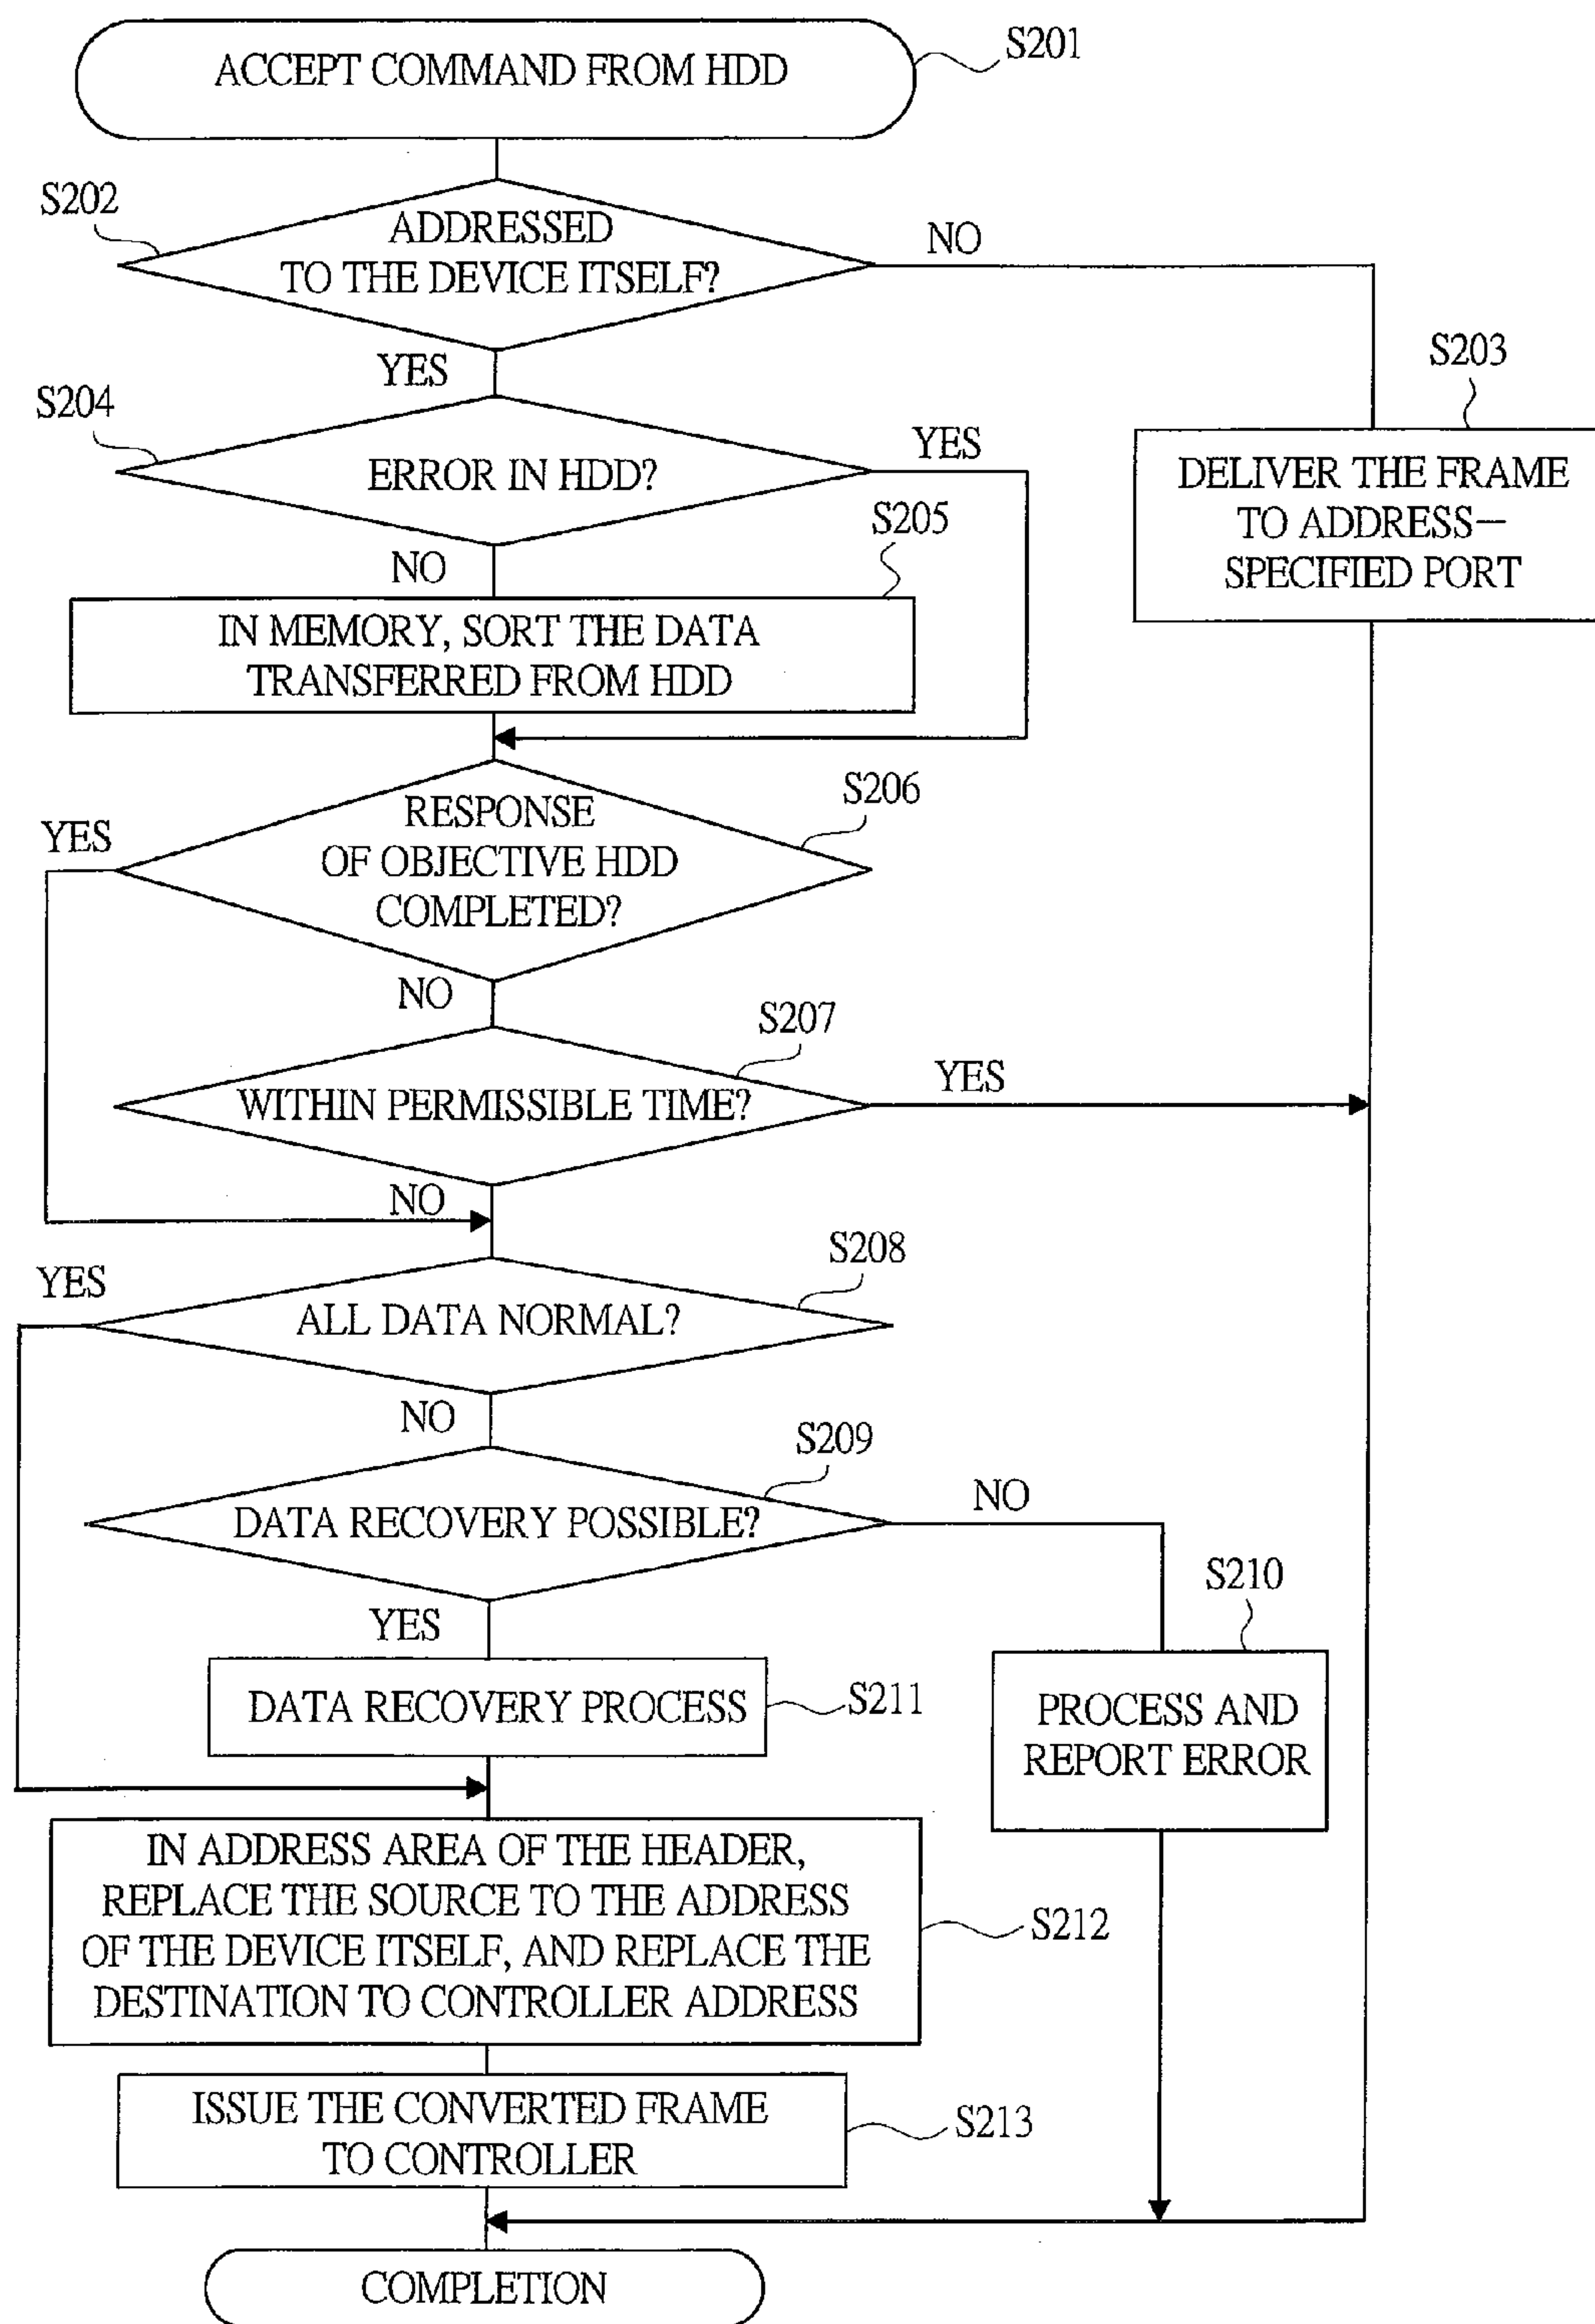 ACCEPT COMMAND FROM HDD
S201
S202
ADDRESSED
TO THE DEVICE ITSELF?
NO
YES
S203
DELIVER THE FRAME
TO ADDRESS–
SPECIFIED PORT
S204
ERROR IN HDD?
YES
NO
S205
IN MEMORY, SORT THE DATA
TRANSFERRED FROM HDD
S206
RESPONSE
OF OBJECTIVE HDD
COMPLETED?
YES
NO
S207
WITHIN PERMISSIBLE TIME?
YES
NO
S208
YES
ALL DATA NORMAL?
NO
S209
DATA RECOVERY POSSIBLE?
NO
YES
S210
PROCESS AND
REPORT ERROR
DATA RECOVERY PROCESS
S211
IN ADDRESS AREA OF THE HEADER,
REPLACE THE SOURCE TO THE ADDRESS
OF THE DEVICE ITSELF, AND REPLACE THE
DESTINATION TO CONTROLLER ADDRESS
S212
ISSUE THE CONVERTED FRAME
TO CONTROLLER
S213
COMPLETION